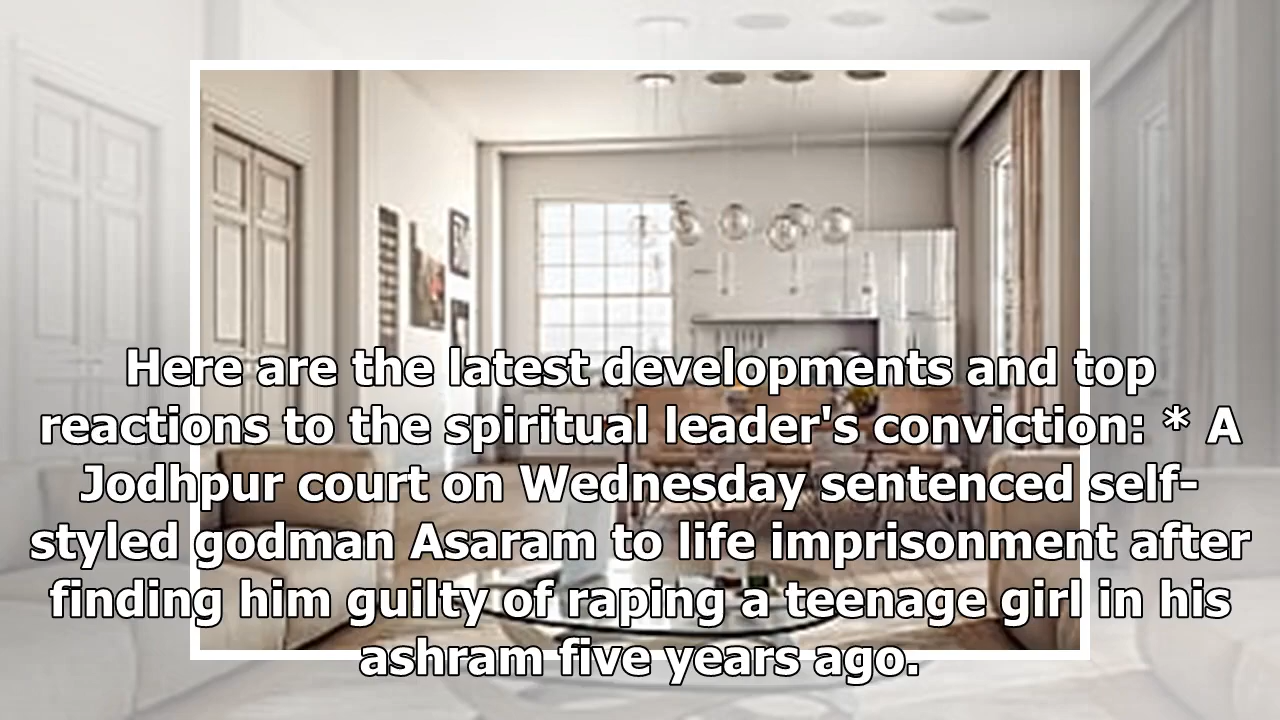 Here are the latest developments and top
reactions to the spiritual leader's conviction: * A
Jodhpur court on Wednesday sentenced self-
styled godman Asaram to life imprisonment after
finding him guilty of raping a teenage girl in his
ashram five years ago.